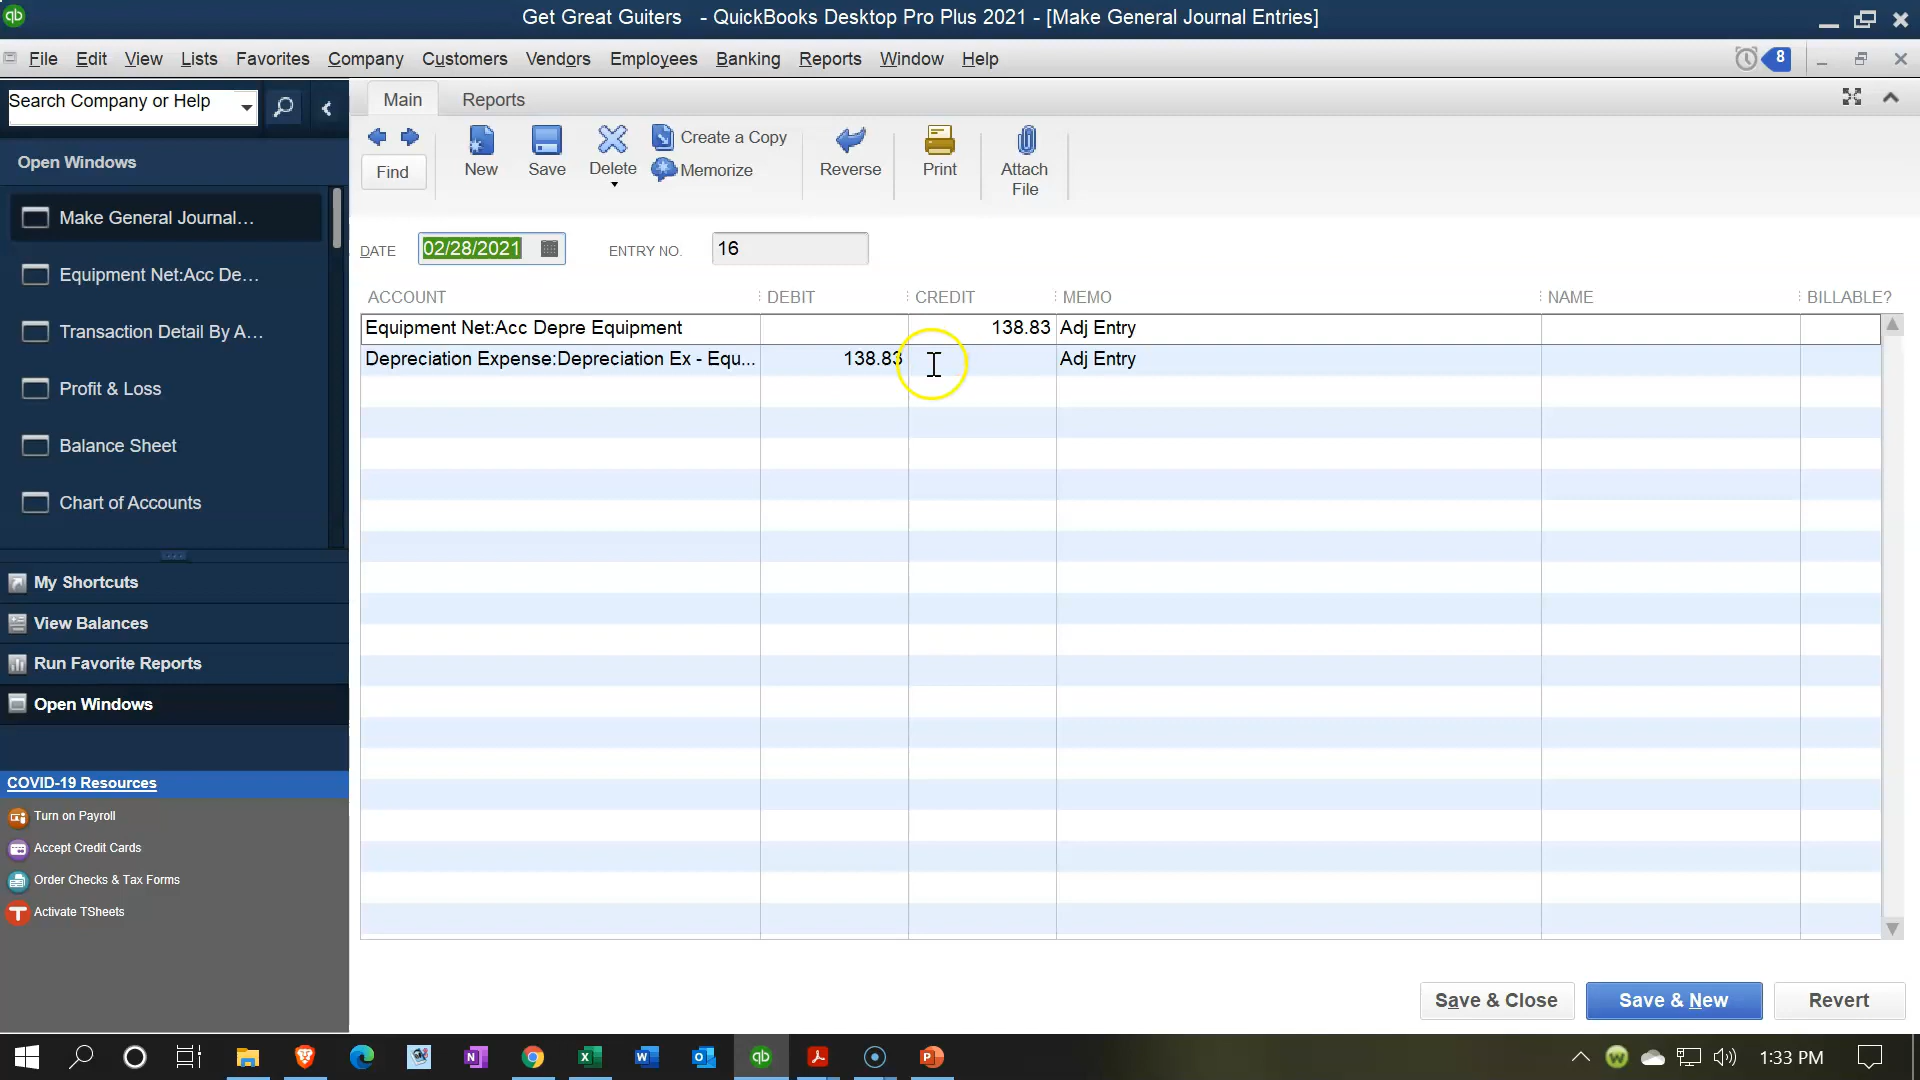 qb
Get Great Guiters - QuickBooks Desktop Pro Plus 2021 - [Make General Journal Entries]
File Edit View Lists Favorites Company Customers Vendors Employees Banking Reports Window Help
8
Search Company or Help
Main Reports
Find
New
Save
Delete
Create a Copy
Memorize
Reverse
Print
Attach
File
Open Windows
Make General Journal...
Equipment Net:Acc De...
Transaction Detail By A...
Profit & Loss
Balance Sheet
Chart of Accounts
My Shortcuts
View Balances
Run Favorite Reports
Open Windows
COVID-19 Resources
Turn on Payroll
Accept Credit Cards
Order Checks & Tax Forms
Activate TSheets
DATE 02/28/2021 ENTRY NO. 16
ACCOUNT DEBIT CREDIT MEMO NAME BILLABLE?
Equipment Net:Acc Depre Equipment 138.83 Adj Entry
Depreciation Expense:Depreciation Ex - Equ... 138.83 Adj Entry
Save & Close Save & New Revert
1:33 PM